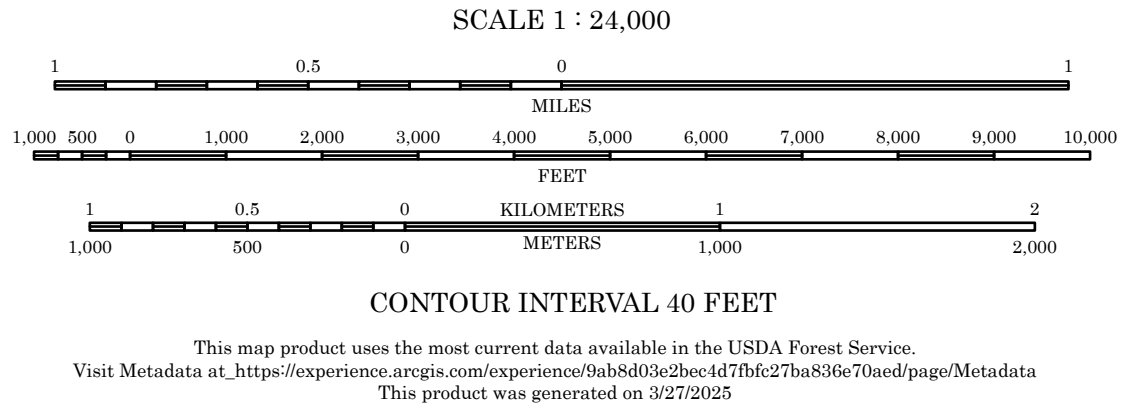 SCALE 1 : 24,000
1 0.5 0 1
MILES
1,000 500 0 1,000 2,000 3,000 4,000 5,000 6,000 7,000 8,000 9,000 10,000
FEET
1 0.5 0 KILOMETERS 1 2
1,000 500 0 METERS 1,000 2,000
CONTOUR INTERVAL 40 FEET
This map product uses the most current data available in the USDA Forest Service.
Visit Metadata at_https://experience.arcgis.com/experience/9ab8d03e2bec4d7fbfc27ba836e70aed/page/Metadata
This product was generated on 3/27/2025